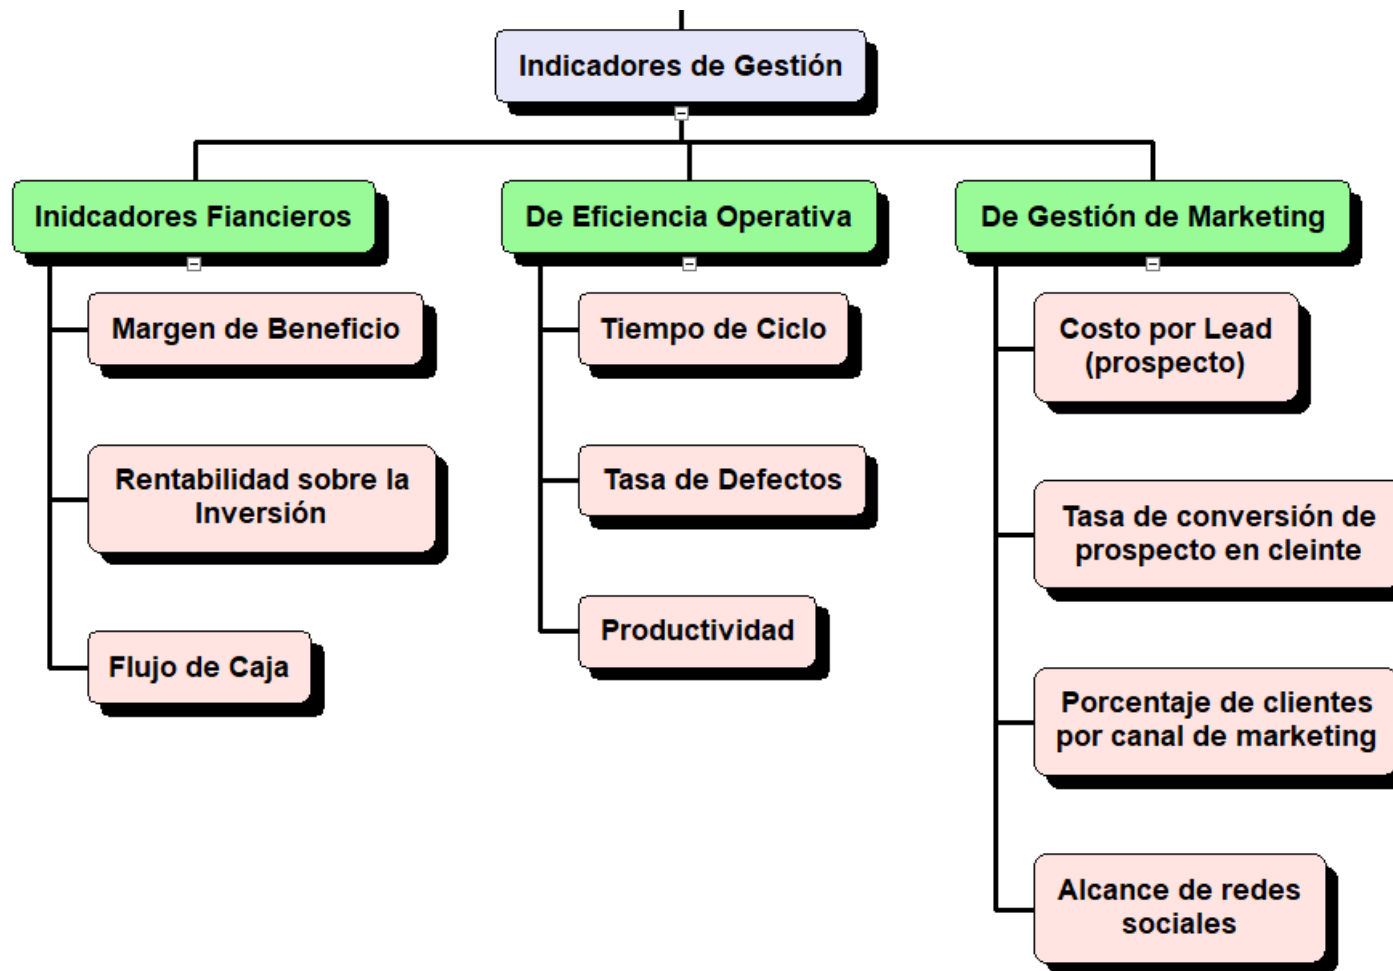 Indicadores de Gestión
Inidcadores Fiancieros
Margen de Beneficio
Rentabilidad sobre la
Inversión
Flujo de Caja
De Eficiencia Operativa
Tiempo de Ciclo
Tasa de Defectos
Productividad
De Gestión de Marketing
Costo por Lead
(prospecto)
Tasa de conversión de
prospecto en cleinte
Porcentaje de clientes
por canal de marketing
Alcance de redes
sociales